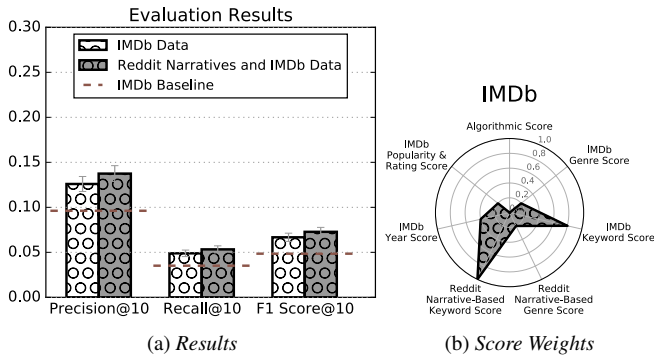 Evaluation Results
0.30
0.25
0.20
0.15
0.10
0.05
0.00
IMDb Data
Reddit Narratives and IMDb Data
IMDb Baseline
Precision@10
Recall@10
F1 Score@10
(a) Results
IMDb
Algorithmic Score
1.0
0.8
0.6
0.4
0.2
IMDb
Genre Score
IMDb
Keyword Score
Reddit
Narrative-Based
Genre Score
Reddit
Narrative-Based
Keyword Score
IMDb
Year Score
IMDb
Popularity &
Rating Score
(b) Score Weights